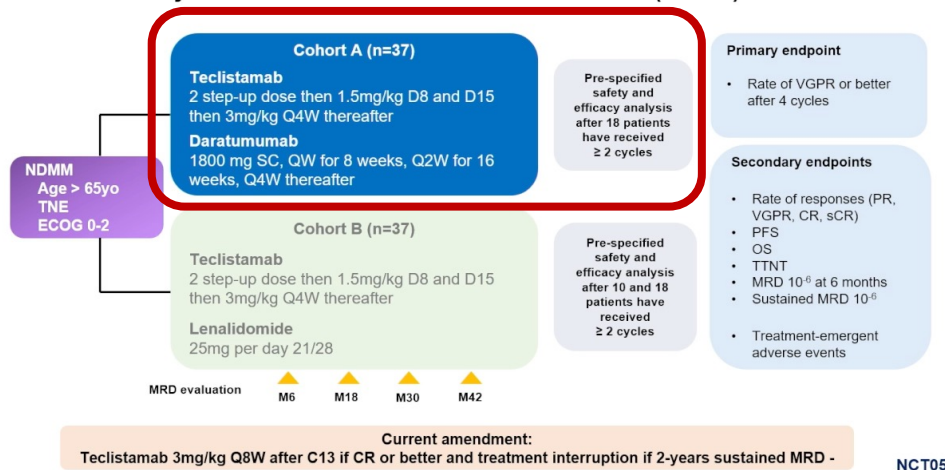 Cohort A (n=37)
Teclistamab
2 step-up dose then 1.5mg/kg D8 and D15
then 3mg/kg Q4W thereafter
Daratumumab
1800 mg SC, QW for 8 weeks, Q2W for 16
weeks, Q4W thereafter
Pre-specified
safety and
efficacy analysis
after 18 patients
have received
≥ 2 cycles
Primary endpoint
• Rate of VGPR or better
after 4 cycles
NDMM
Age > 65yo
TNE
ECOG 0-2
Cohort B (n=37)
Teclistamab
2 step-up dose then 1.5mg/kg D8 and D15
then 3mg/kg Q4W thereafter
Lenalidomide
25mg per day 21/28
Pre-specified
safety and
efficacy analysis
after 10 and 18
patients have
received
≥ 2 cycles
Secondary endpoints
• Rate of responses (PR,
VGPR, CR, sCR)
• PFS
• OS
• TTNT
• MRD 10⁻⁶ at 6 months
• Sustained MRD 10⁻⁶
• Treatment-emergent
adverse events
MRD evaluation
M6 M18 M30 M42
Current amendment:
Teclistamab 3mg/kg Q8W after C13 if CR or better and treatment interruption if 2-years sustained MRD -
NCT05